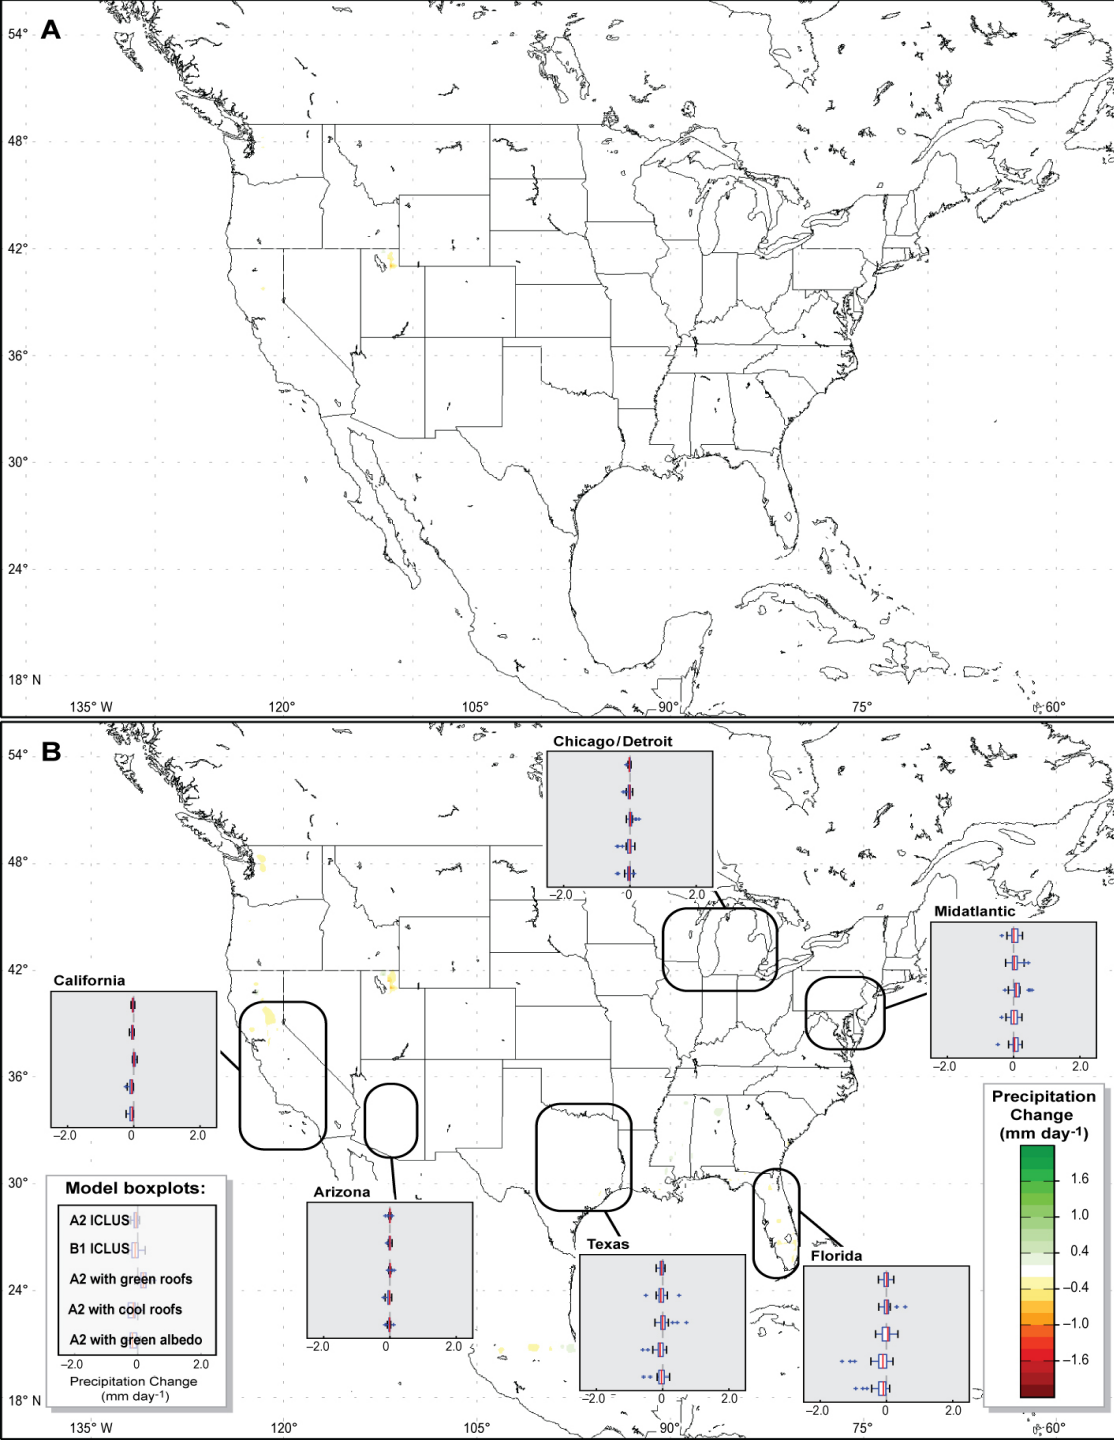 A
54°
48°
42°
36°
30°
24°
18° N
135° W 120° 105° 90° 75° 60°
B
54°
48°
42°
36°
30°
24°
18° N
135° W 120° 105° 90° 75° 60°
Chicago/Detroit
−2.0 0 2.0
Midatlantic
−2.0 0 2.0
California
−2.0 0 2.0
Arizona
−2.0 0 2.0
Texas
−2.0 0 2.0
Florida
−2.0 0 2.0
Model boxplots:
A2 ICLUS
B1 ICLUS
A2 with green roofs
A2 with cool roofs
A2 with green albedo
−2.0 0 2.0
Precipitation Change
(mm day-1)
Precipitation
Change
(mm day-1)
1.6
1.0
0.4
−0.4
−1.0
−1.6